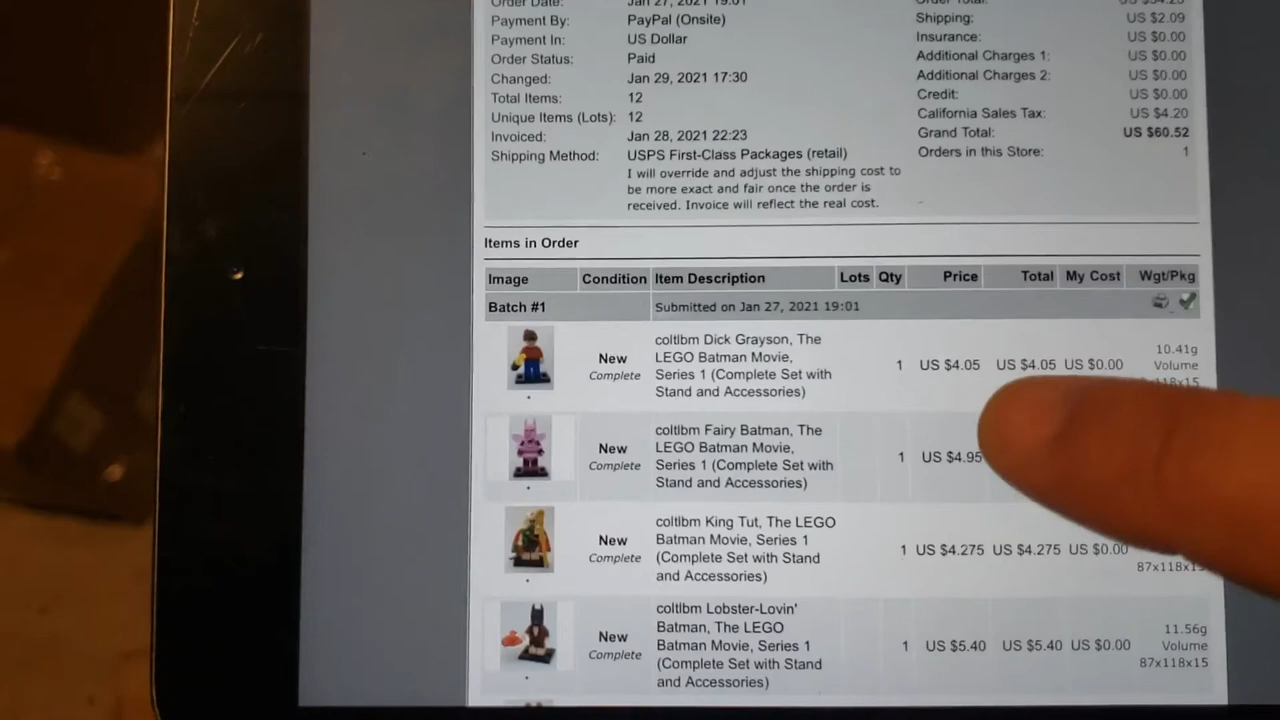 Order Date: Jan 27, 2021 19:01
Payment By: PayPal (Onsite)
Payment In: US Dollar
Order Status: Paid
Changed: Jan 29, 2021 17:30
Total Items: 12
Unique Items (Lots): 12
Invoiced: Jan 28, 2021 22:23
Shipping Method: USPS First-Class Packages (retail)
I will override and adjust the shipping cost to
be more exact and fair once the order is
received. Invoice will reflect the real cost.
Order Total:
Shipping: US $2.09
Insurance: US $0.00
Additional Charges 1: US $0.00
Additional Charges 2: US $0.00
Credit: US $0.00
California Sales Tax: US $4.20
Grand Total: US $60.52
Orders in this Store: 1
Items in Order
Image Condition Item Description Lots Qty Price Total My Cost Wgt/Pkg
Batch #1 Submitted on Jan 27, 2021 19:01
New
Complete
coltlbm Dick Grayson, The
LEGO Batman Movie,
Series 1 (Complete Set with
Stand and Accessories)
1 US $4.05 US $4.05 US $0.00
10.41g
Volume
New
Complete
coltlbm Fairy Batman, The
LEGO Batman Movie,
Series 1 (Complete Set with
Stand and Accessories)
1 US $4.95
New
Complete
coltlbm King Tut, The LEGO
Batman Movie, Series 1
(Complete Set with Stand
and Accessories)
1 US $4.275 US $4.275 US $0.00
87x118x15
New
Complete
coltlbm Lobster-Lovin'
Batman, The LEGO
Batman Movie, Series 1
(Complete Set with Stand
and Accessories)
1 US $5.40 US $5.40 US $0.00
11.56g
Volume
87x118x15